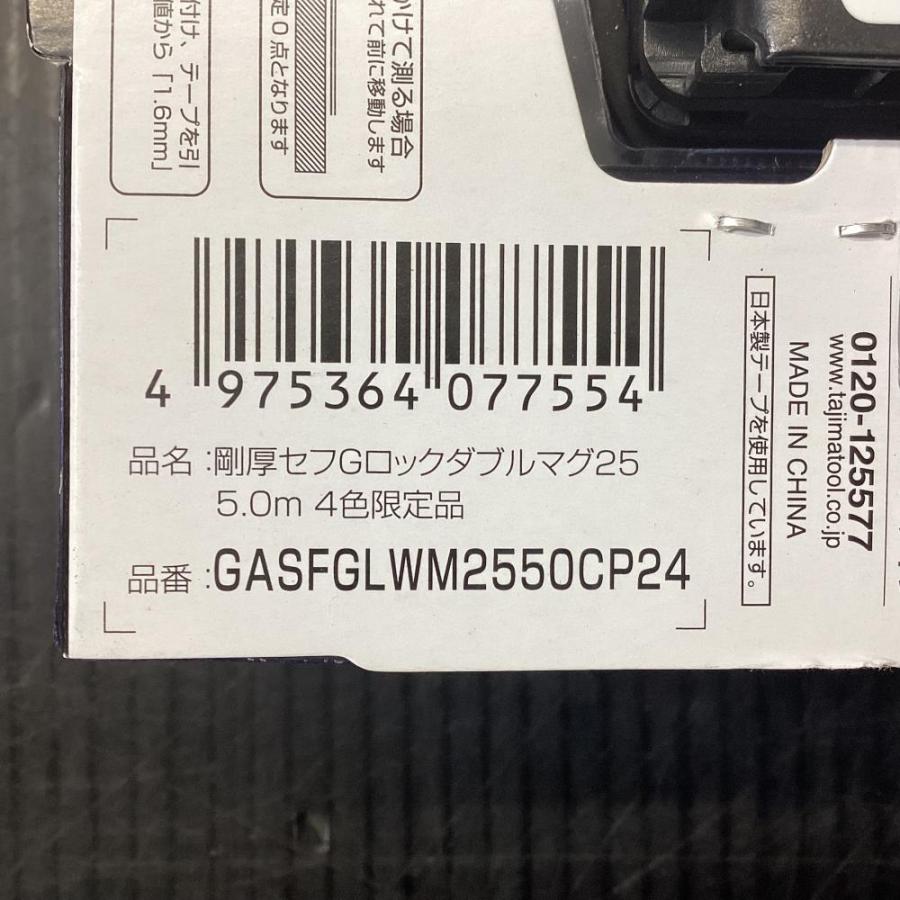 かけて測る場合
れて前に移動します
定0点となります
付け、テープを引
値から「1.6mm」
4 975364 077554
品名:剛厚セフGロックダブルマグ25
5.0m 4色限定品
品番:GASFGLWM2550CP24
0120-125577
www.tajimatool.co.jp
MADE IN CHINA
日本製テープを使用しています。